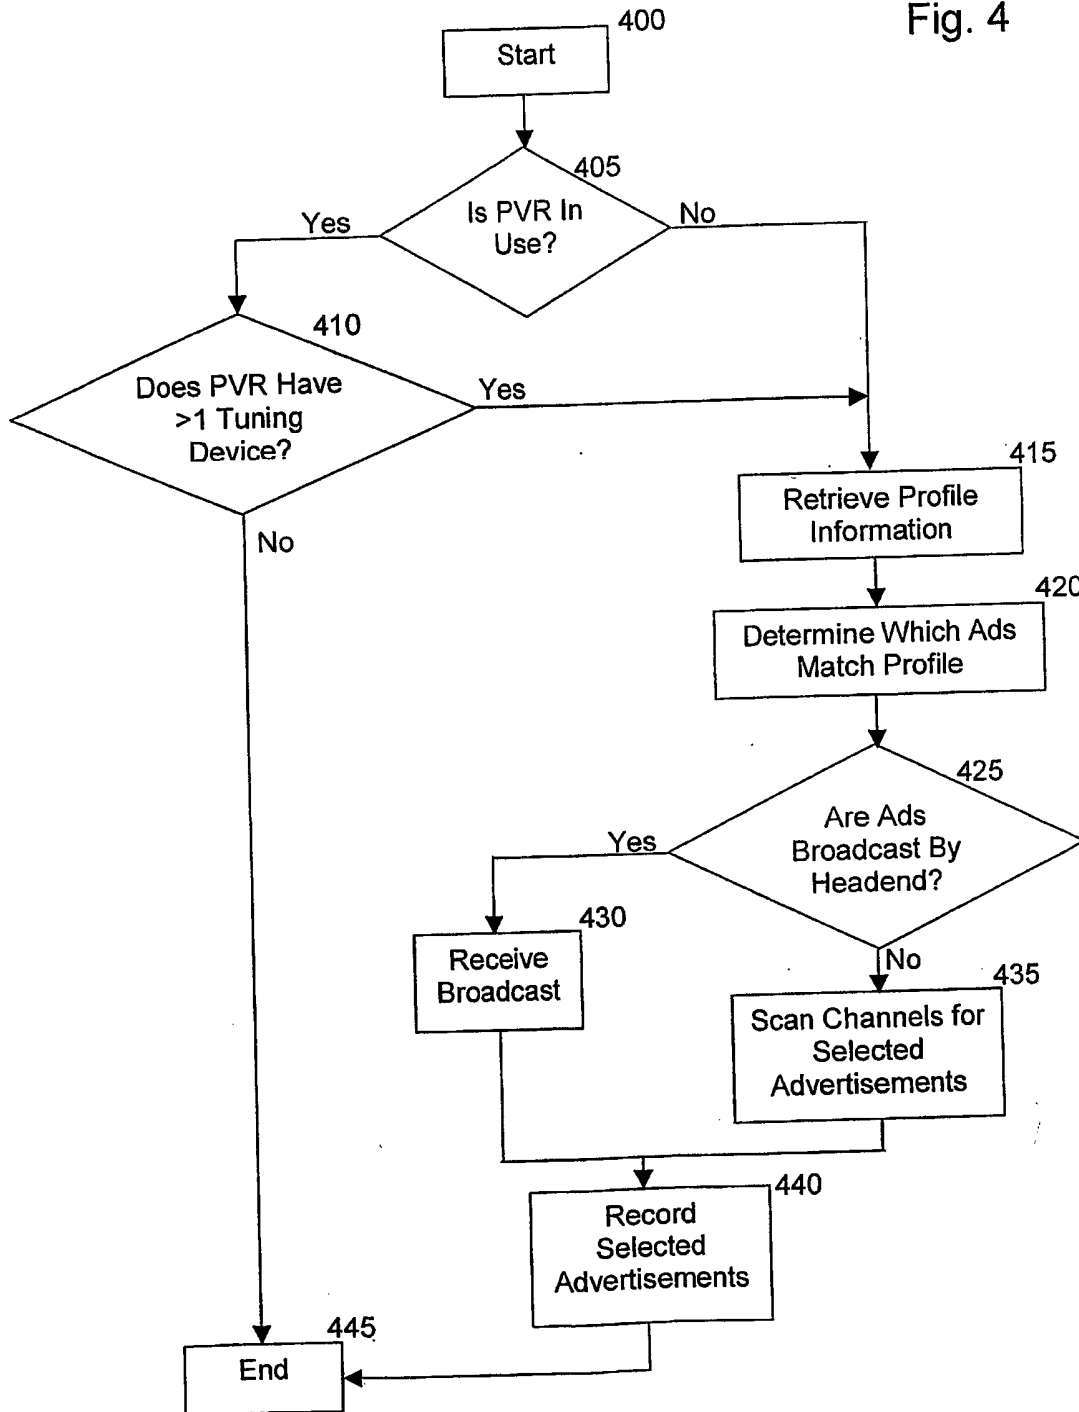 Fig. 4
400
Start
405
Is PVR In
Use?
Yes
No
410
Does PVR Have
>1 Tuning
Device?
Yes
No
415
Retrieve Profile
Information
420
Determine Which Ads
Match Profile
425
Are Ads
Broadcast By
Headend?
Yes
No
430
Receive
Broadcast
435
Scan Channels for
Selected
Advertisements
440
Record
Selected
Advertisements
445
End